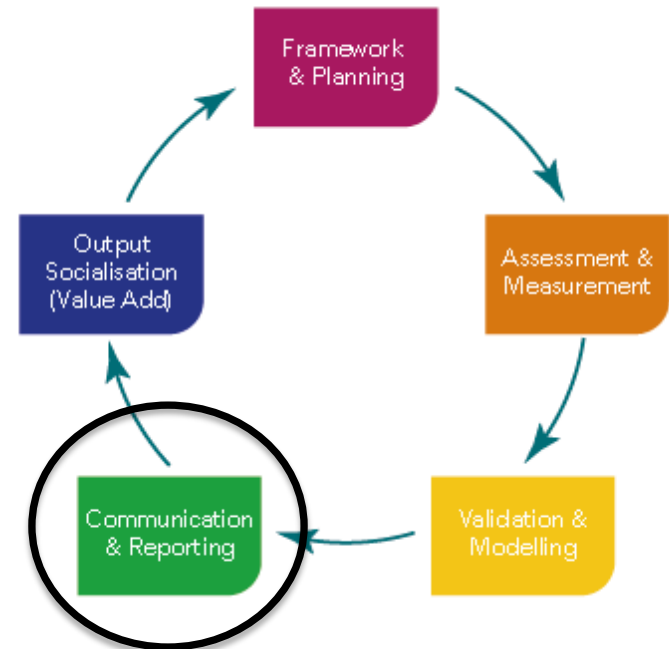 Framework
& Planning
Assessment &
Measurement
Validation &
Modelling
Communication
& Reporting
Output
Socialisation
(Value Add)